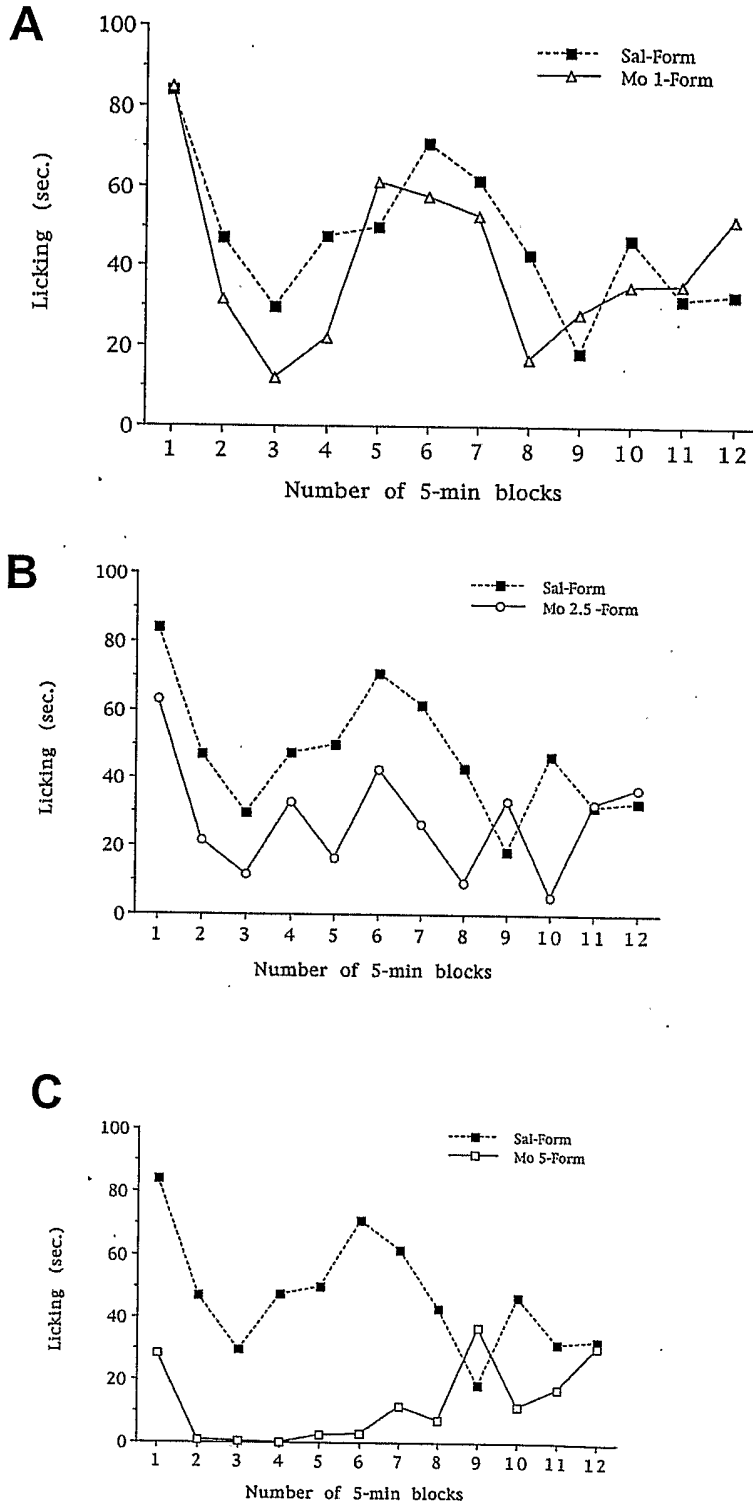 A
100
80
60
40
20
0
Licking (sec.)
Sal-Form
Mo 1-Form
1 2 3 4 5 6 7 8 9 10 11 12
Number of 5-min blocks
B
100
80
60
40
20
0
Licking (sec.)
Sal-Form
Mo 2.5 -Form
1 2 3 4 5 6 7 8 9 10 11 12
Number of 5-min blocks
C
100
80
60
40
20
0
Licking (sec.)
Sal-Form
Mo 5-Form
1 2 3 4 5 6 7 8 9 10 11 12
Number of 5-min blocks